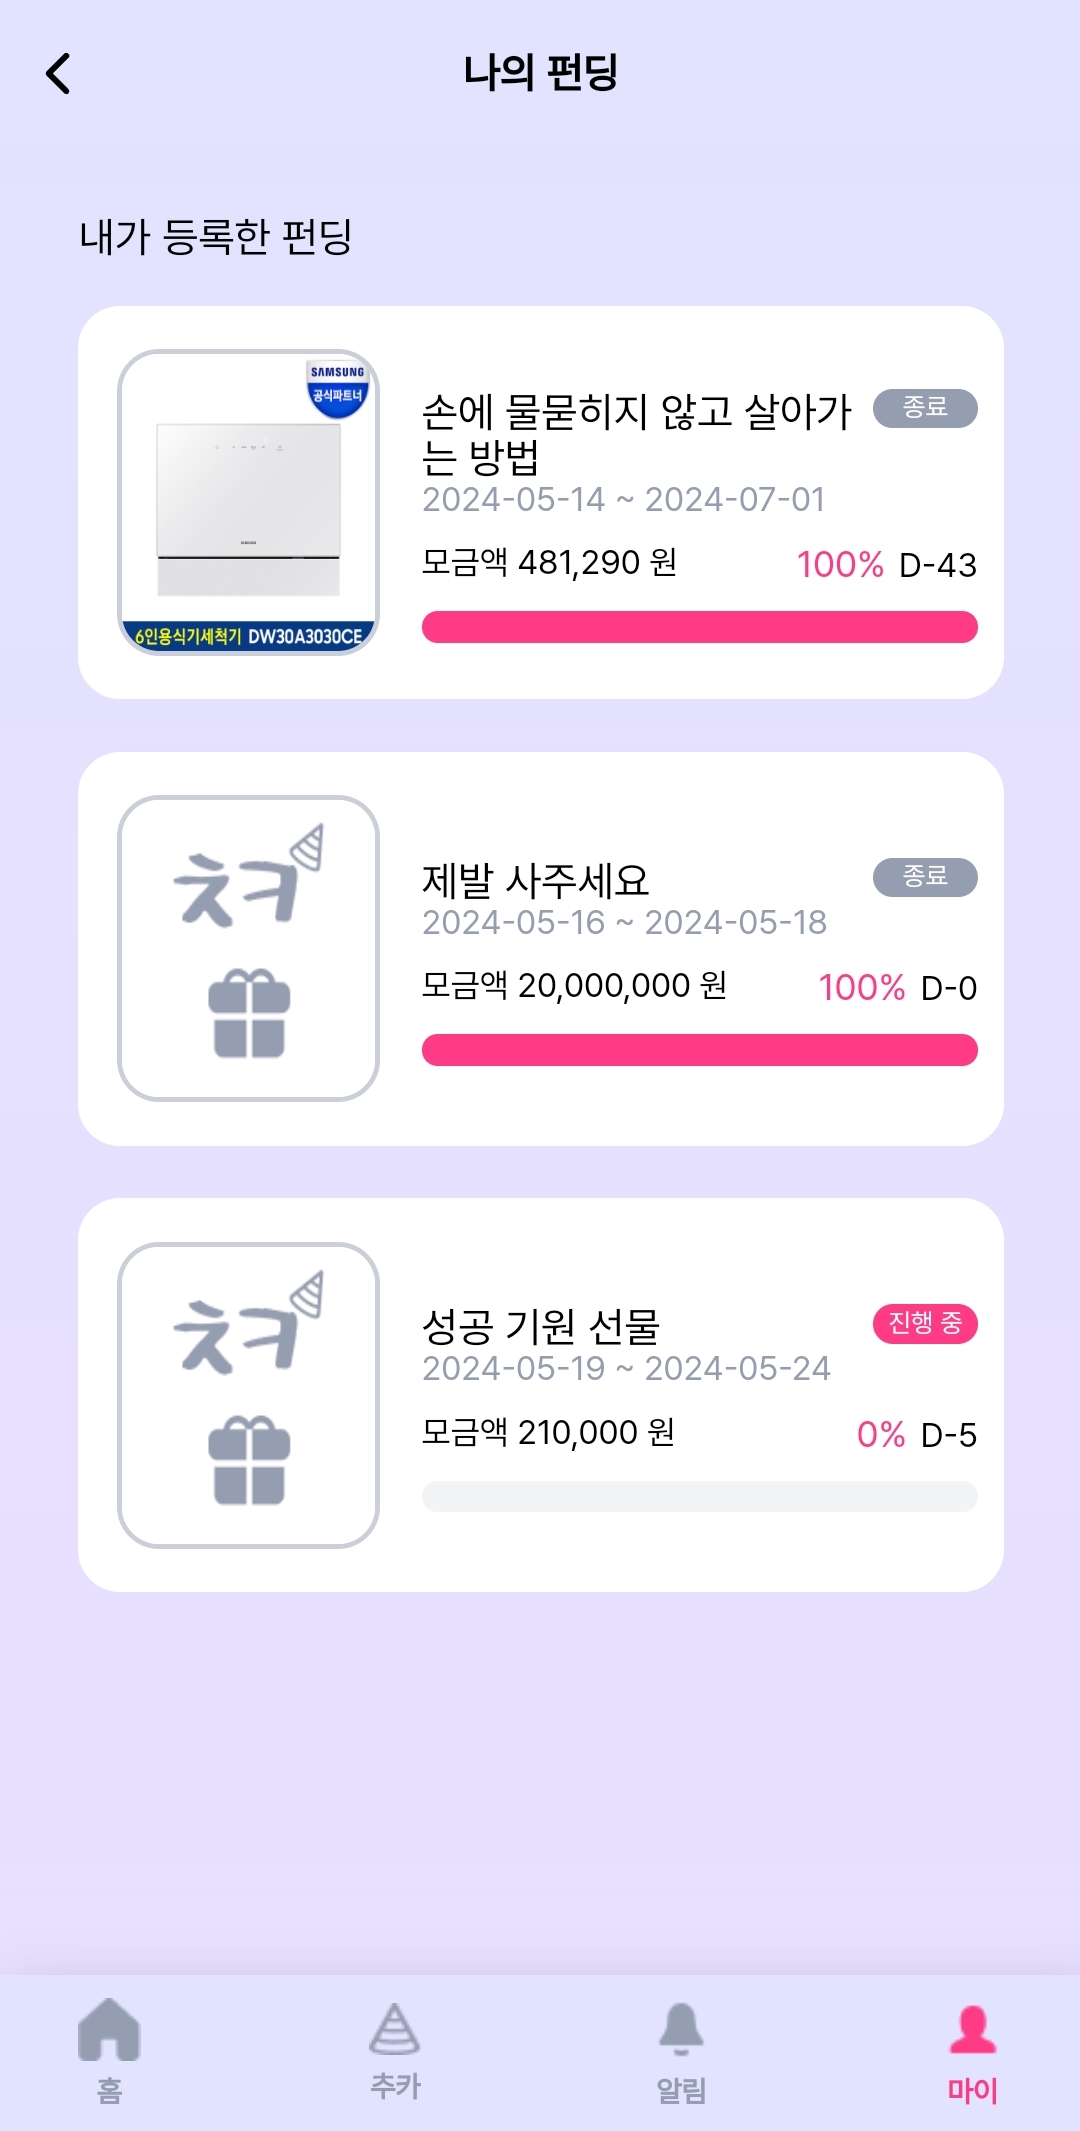 나의 펀딩
내가 등록한 펀딩
SAMSUNG
공식파트너
6인용식기세척기 DW30A3030CE
손에 물묻히지 않고 살아가
는 방법
종료
2024-05-14 ~ 2024-07-01
모금액 481,290 원 100% D-43
츠키
제발 사주세요 종료
2024-05-16 ~ 2024-05-18
모금액 20,000,000 원 100% D-0
츠키
성공 기원 선물 진행 중
2024-05-19 ~ 2024-05-24
모금액 210,000 원 0% D-5
홈 추카 알림 마이